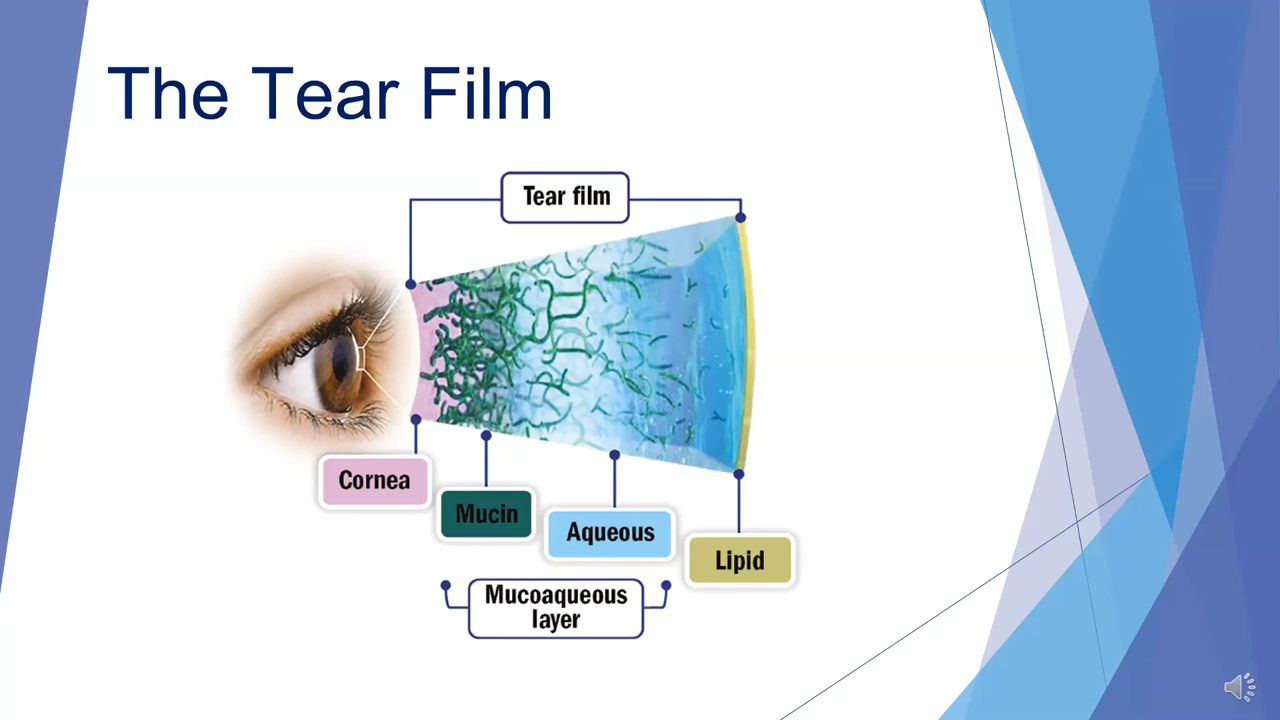 The Tear Film
Tear film
Cornea
Mucin
Aqueous
Lipid
Mucoaqueous
layer